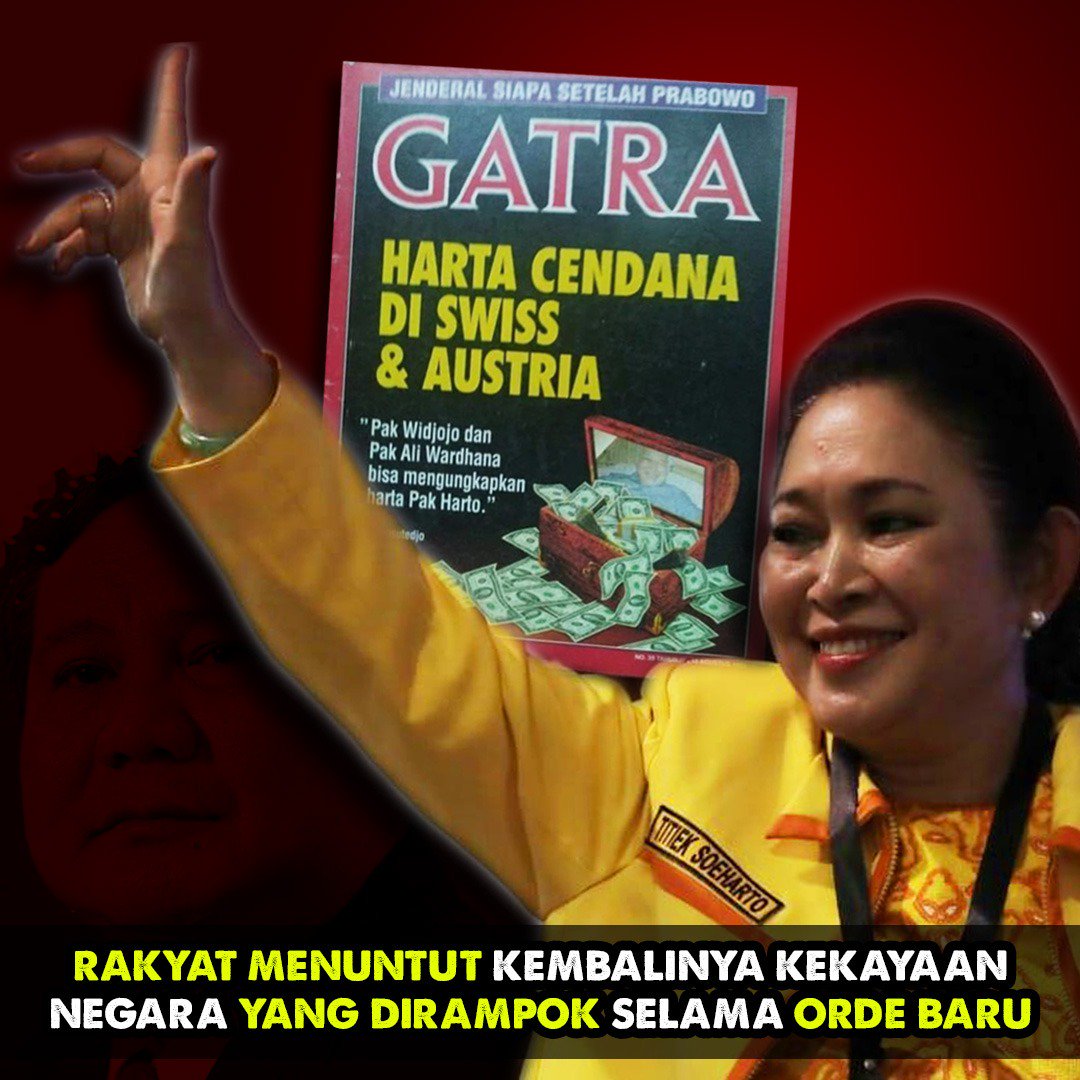 JENDERAL SIAPA SETELAH PRABOWO
GATRA
HARTA CENDANA
DI SWISS
& AUSTRIA
"Pak Widjojo dan
Pak Ali Wardhana
bisa mengungkapkan
harta Pak Harto."
TITIEK SOEHARTO
RAKYAT MENUNTUT KEMBALINYA KEKAYAAN
NEGARA YANG DIRAMPOK SELAMA ORDE BARU